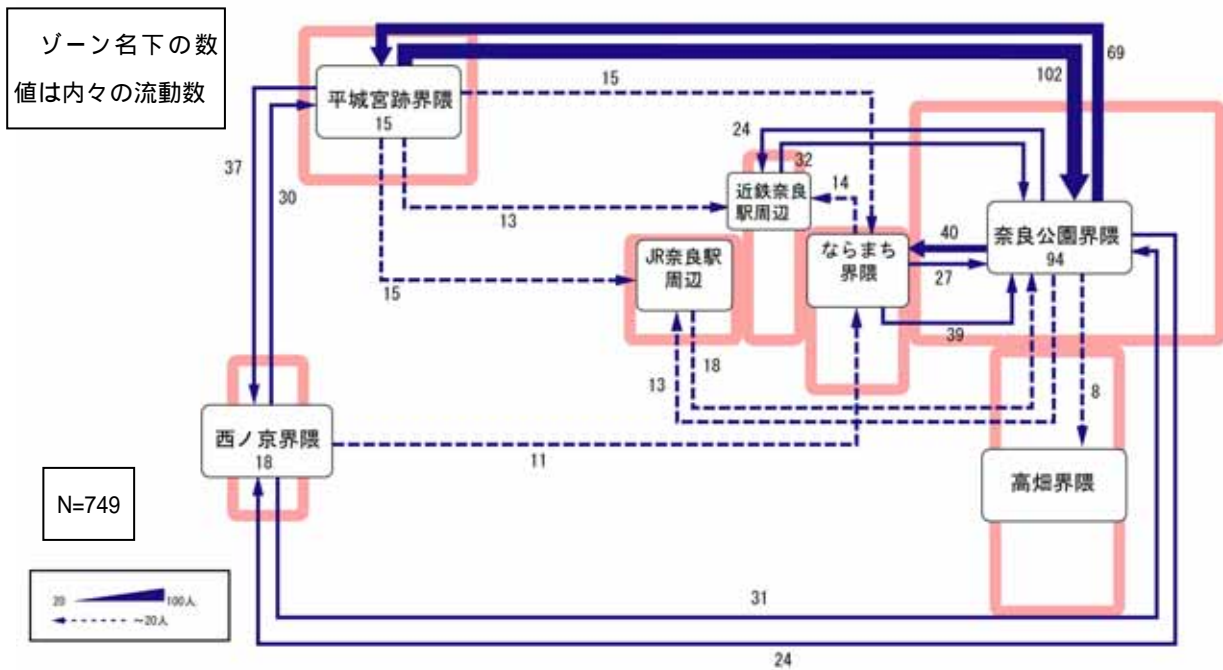 ゾーン名下の数
値は内々の流動数
69
102
15
平城宮跡界隈
15
24
32
37
30
近鉄奈良
駅周辺
14
13
奈良公園界隈
94
40
ならまち
界隈
27
JR奈良駅
周辺
15
39
18
13
8
西ノ京界隈
18
11
高畑界隈
N=749
20 100人
~20人
31
24